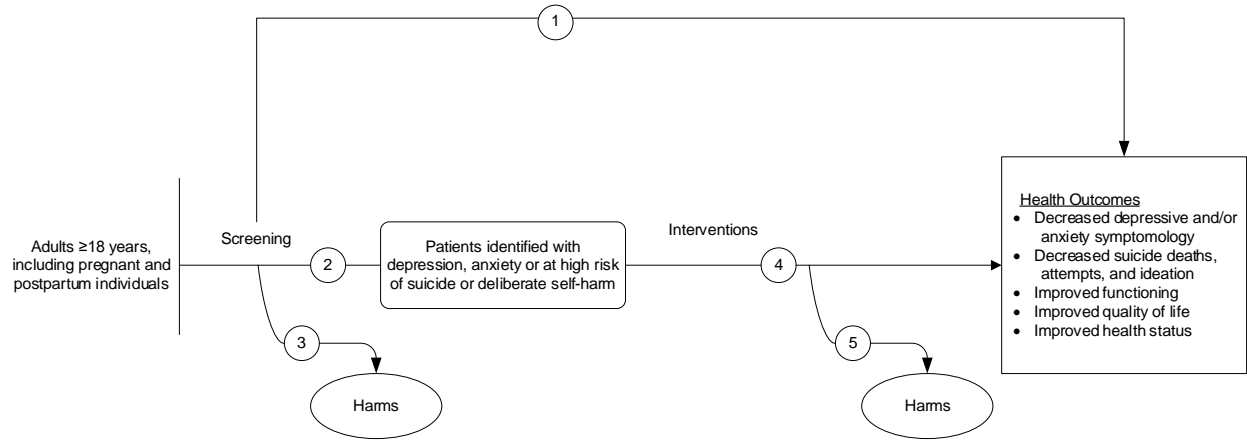 1
Adults ≥18 years,
including pregnant and
postpartum individuals
Screening
2
3
Harms
Patients identified with
depression, anxiety or at high risk
of suicide or deliberate self-harm
Interventions
4
5
Harms
Health Outcomes
• Decreased depressive and/or
anxiety symptomology
• Decreased suicide deaths,
attempts, and ideation
• Improved functioning
• Improved quality of life
• Improved health status